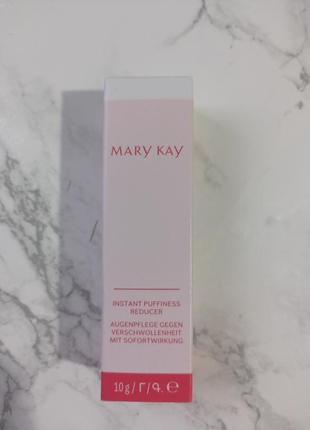 MARY KAY
INSTANT PUFFINESS
REDUCER
AUGENPFLEGE GEGEN
VERSCHWOLLENHEIT
MIT SOFORTWIRKUNG
10 g / Г / Գ. ℮